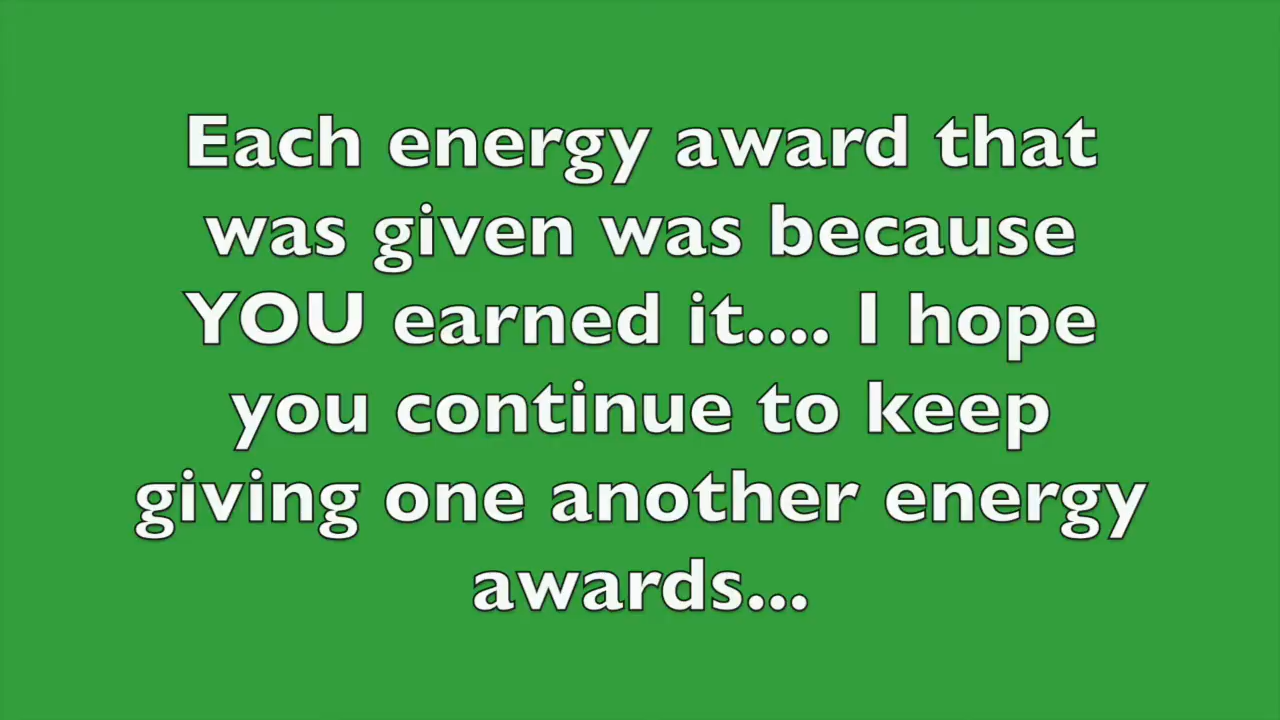 Each energy award that
was given was because
YOU earned it.... I hope
you continue to keep
giving one another energy
awards...